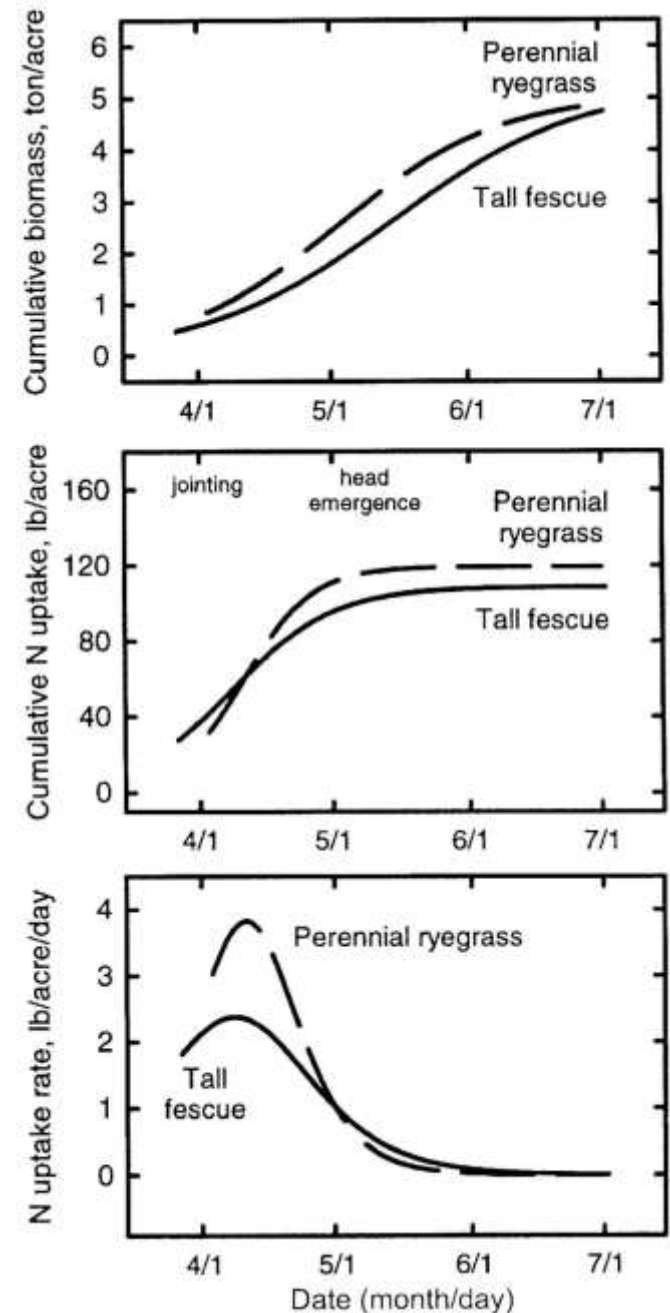 Cumulative biomass, ton/acre
6
5
4
3
2
1
0
Perennial
ryegrass
Tall fescue
4/1 5/1 6/1 7/1
Cumulative N uptake, lb/acre
160
120
80
40
0
jointing
head
emergence
Perennial
ryegrass
Tall fescue
4/1 5/1 6/1 7/1
N uptake rate, lb/acre/day
4
3
2
1
0
Perennial ryegrass
Tall
fescue
4/1 5/1 6/1 7/1
Date (month/day)